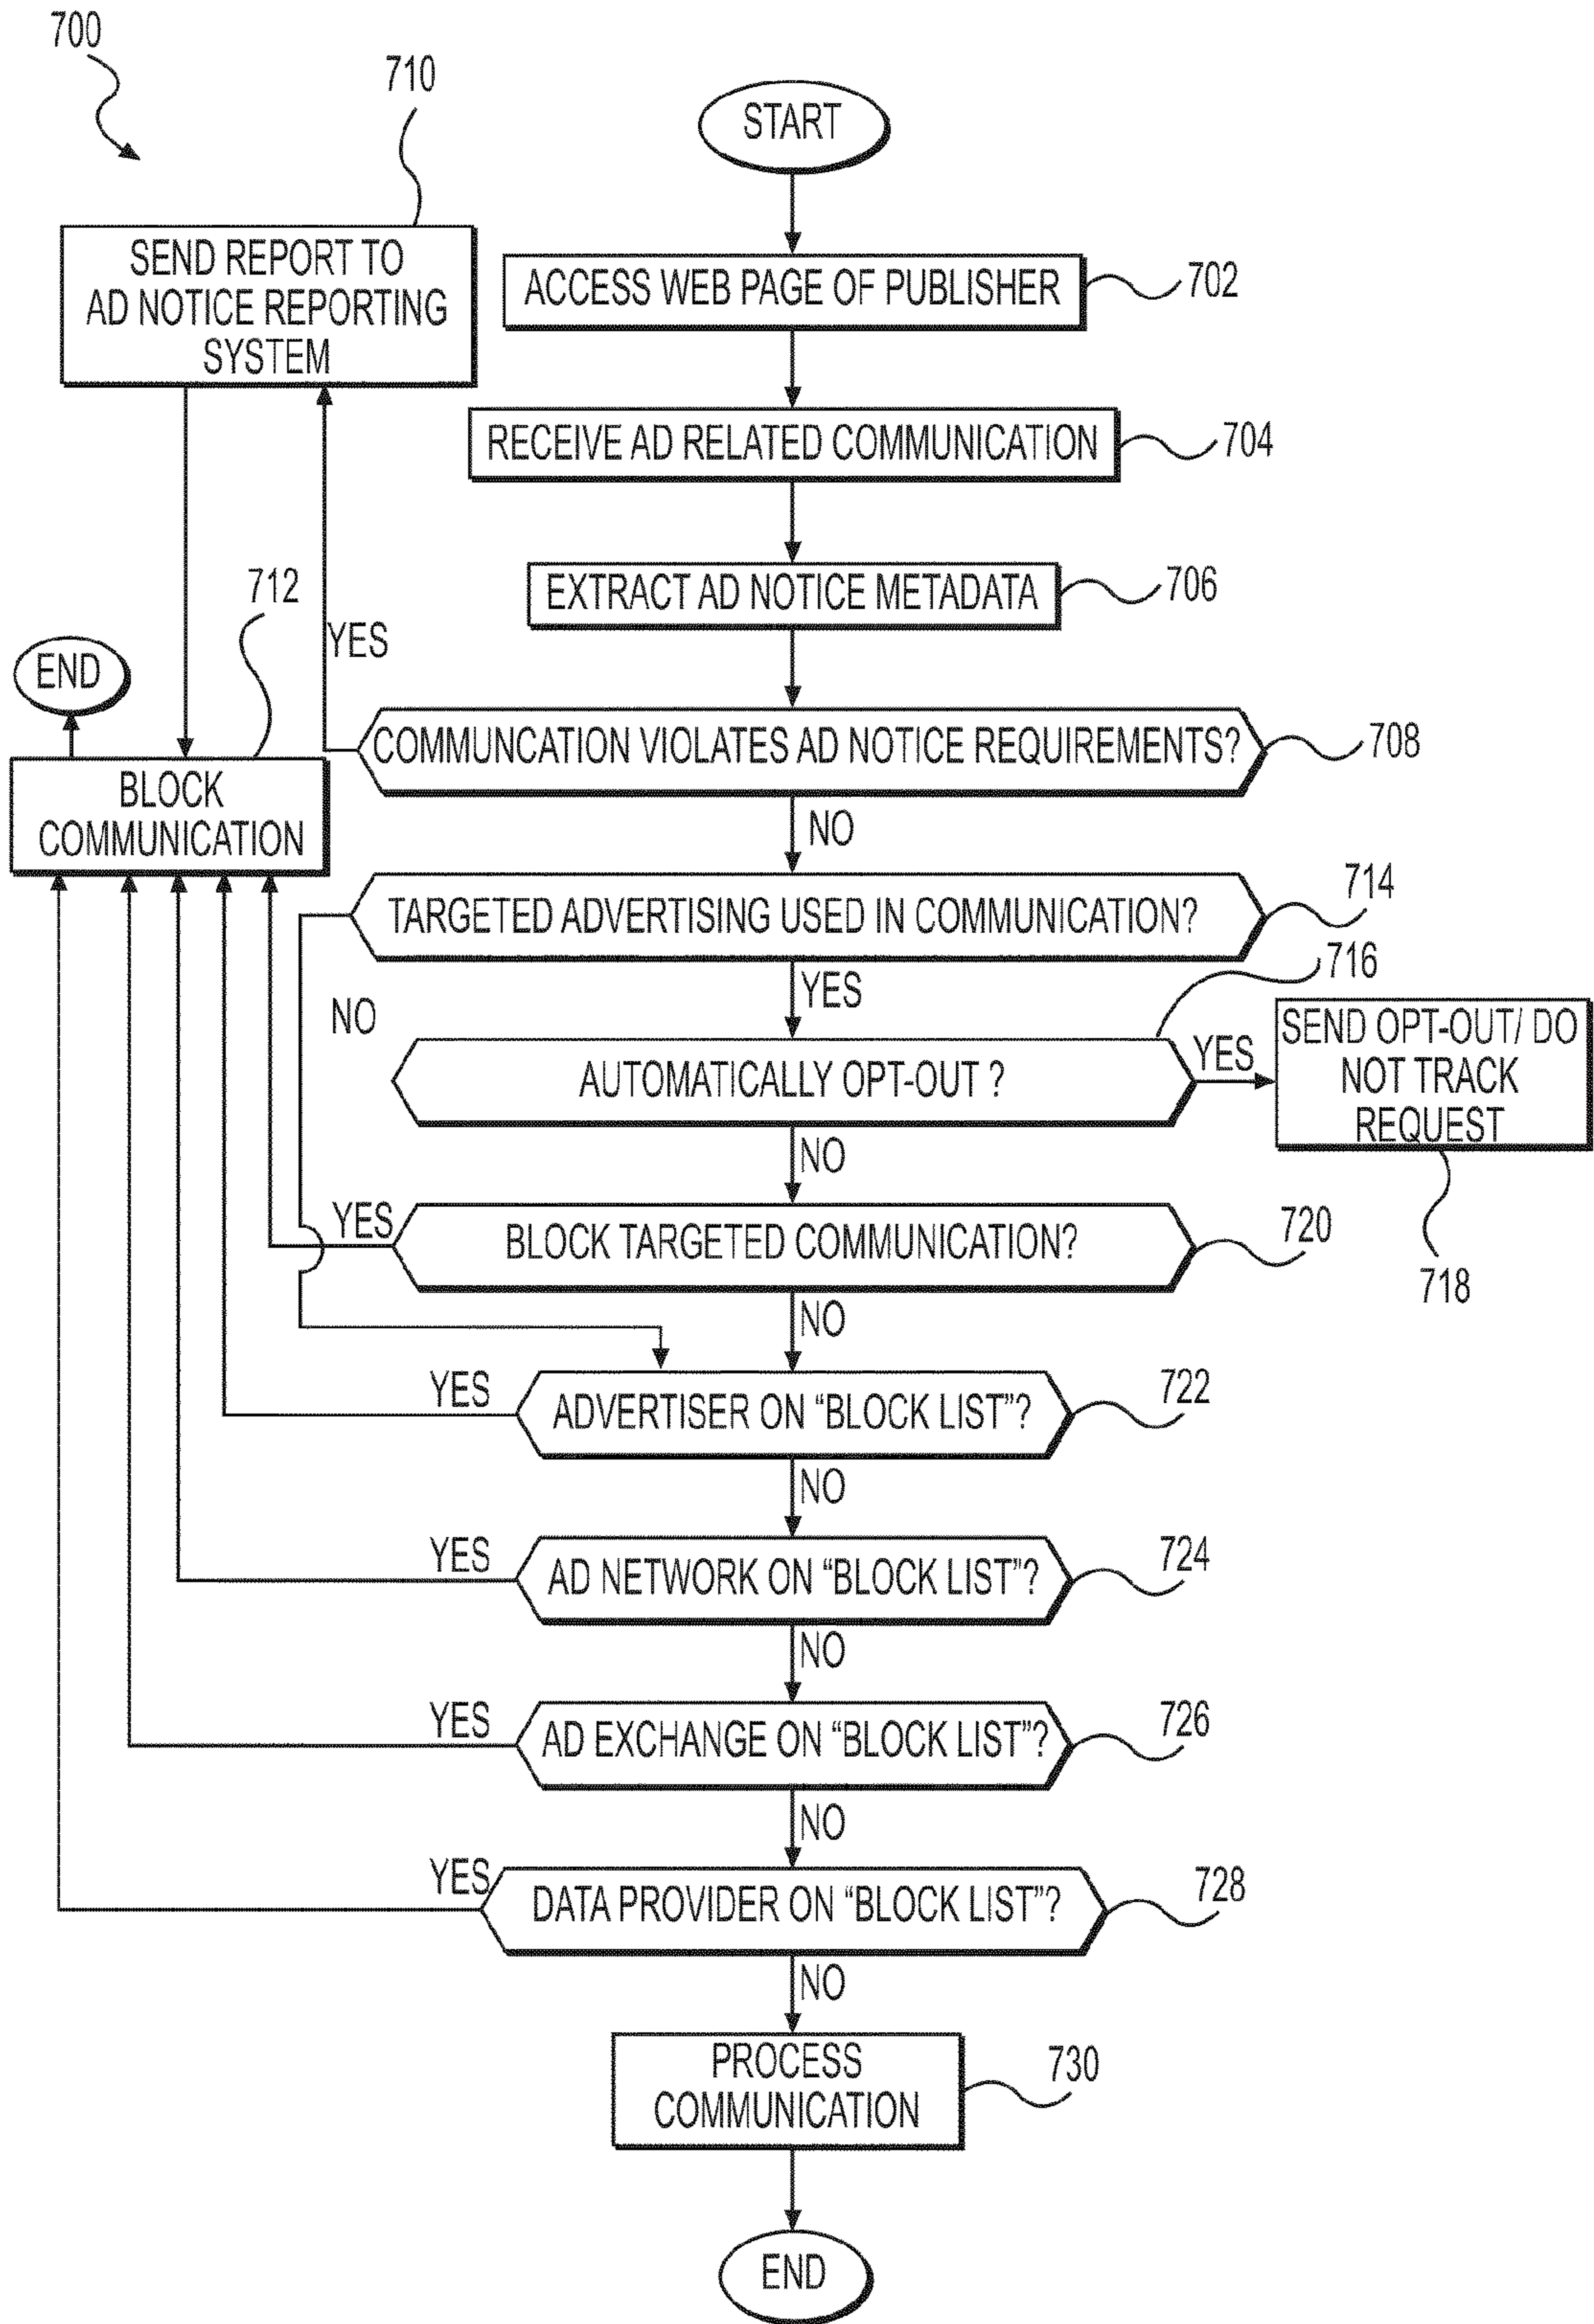 700
710
START
SEND REPORT TO
AD NOTICE REPORTING
SYSTEM
ACCESS WEB PAGE OF PUBLISHER
702
RECEIVE AD RELATED COMMUNICATION
704
EXTRACT AD NOTICE METADATA
706
712
YES
END
COMMUNCATION VIOLATES AD NOTICE REQUIREMENTS?
708
BLOCK
COMMUNICATION
NO
TARGETED ADVERTISING USED IN COMMUNICATION?
714
716
YES
NO
AUTOMATICALLY OPT-OUT ?
YES
SEND OPT-OUT/ DO
NOT TRACK
REQUEST
718
NO
YES
BLOCK TARGETED COMMUNICATION?
720
NO
YES
ADVERTISER ON “BLOCK LIST”?
722
NO
YES
AD NETWORK ON “BLOCK LIST”?
724
NO
YES
AD EXCHANGE ON “BLOCK LIST”?
726
NO
YES
DATA PROVIDER ON “BLOCK LIST”?
728
NO
PROCESS
COMMUNICATION
730
END